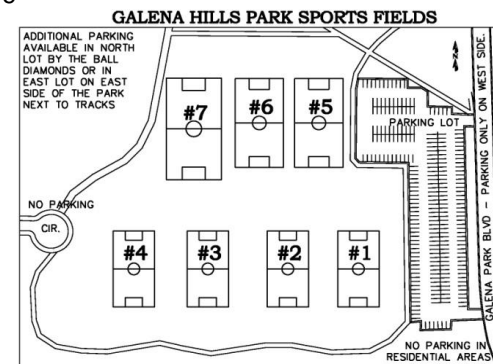 GALENA HILLS PARK SPORTS FIELDS
ADDITIONAL PARKING
AVAILABLE IN NORTH
LOT BY THE BALL
DIAMONDS OR IN
EAST LOT ON EAST
SIDE OF THE PARK
NEXT TO TRACKS
N
#7
#6
#5
PARKING LOT
GALENA PARK BLVD - PARKING ONLY ON WEST SIDE.
NO PARKING
CIR.
#4
#3
#2
#1
NO PARKING IN
RESIDENTIAL AREAS